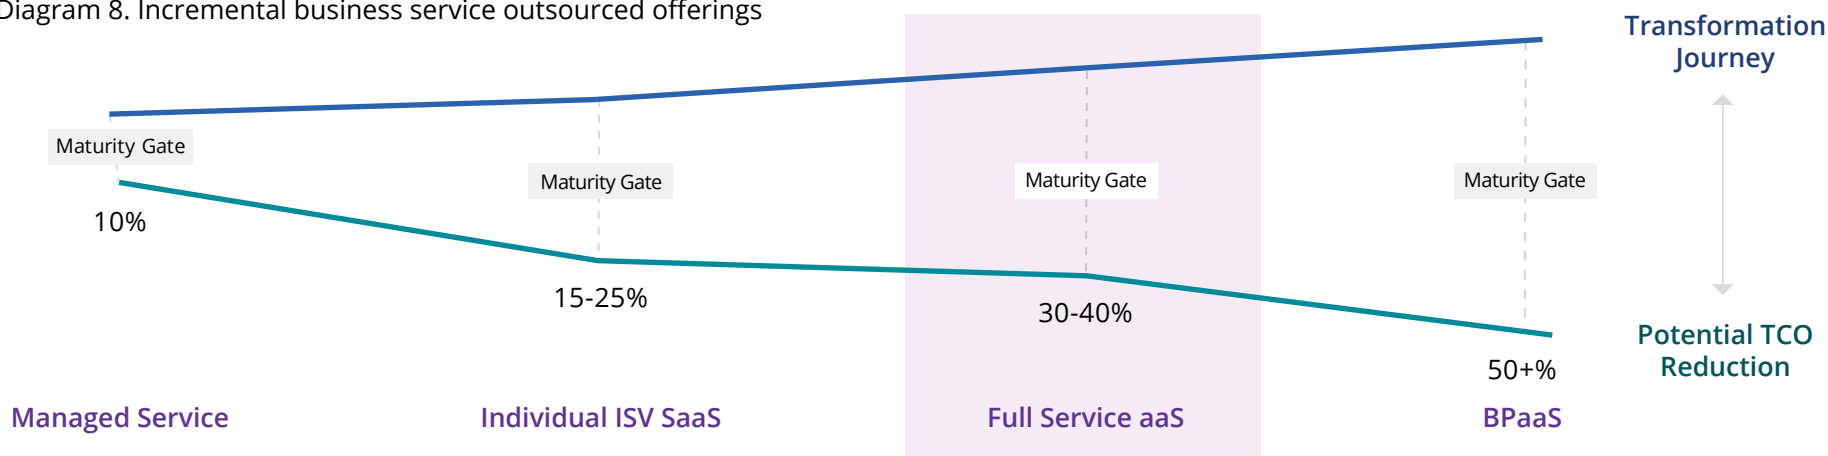 Diagram 8. Incremental business service outsourced offerings
Transformation
Journey
Maturity Gate
Maturity Gate
Maturity Gate
Maturity Gate
10%
15-25%
30-40%
50+%
Potential TCO
Reduction
Managed Service
Individual ISV SaaS
Full Service aaS
BPaaS